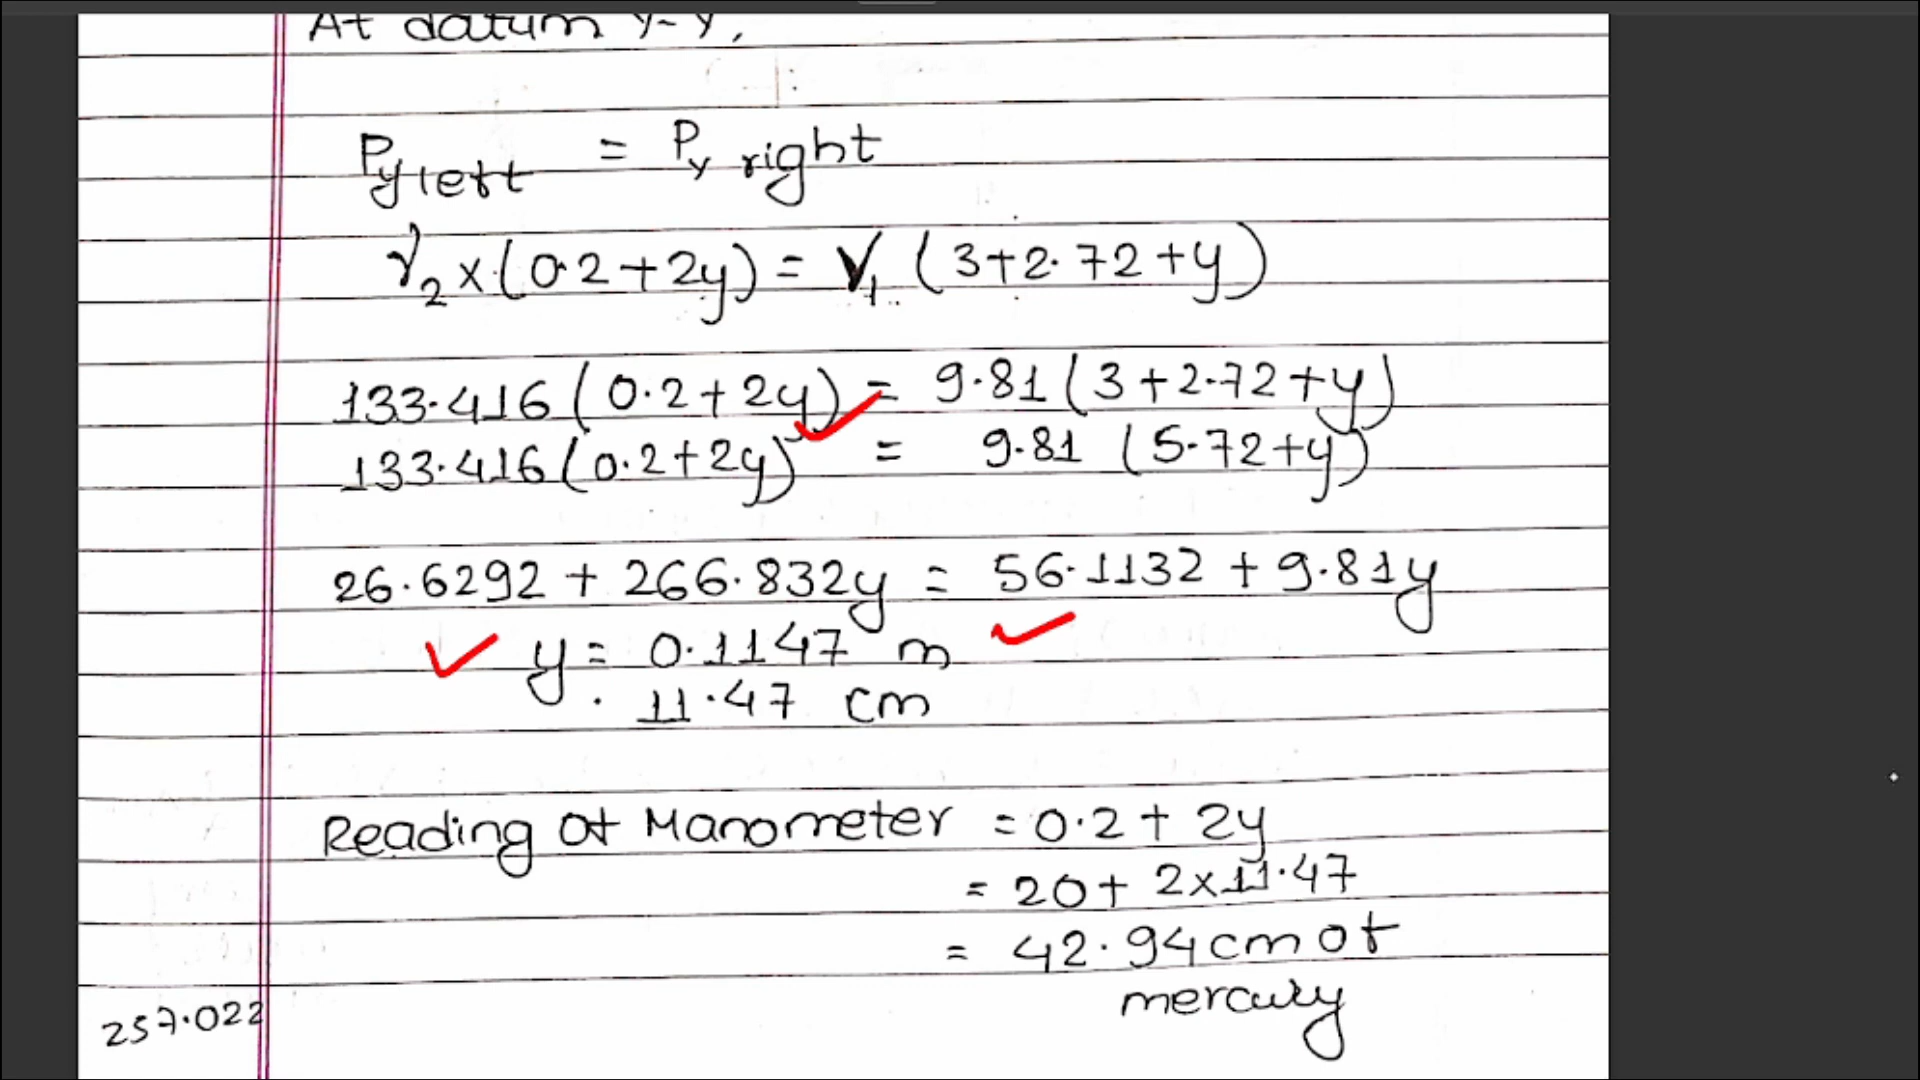 At datum Y-Y,
Py left = Py right
γ2 x (0.2 + 2y) = γ1 (3+2.72+y)
133.416 (0.2 + 2y) = 9.81 (3+2.72+y)
133.416 (0.2+2y) = 9.81 (5.72+y)
26.6292 + 266.832y = 56.1132 + 9.81y
y = 0.1147 m
11.47 cm
Reading of Manometer = 0.2 + 2y
= 20 + 2x11.47
= 42.94 cm of
mercury
257.022